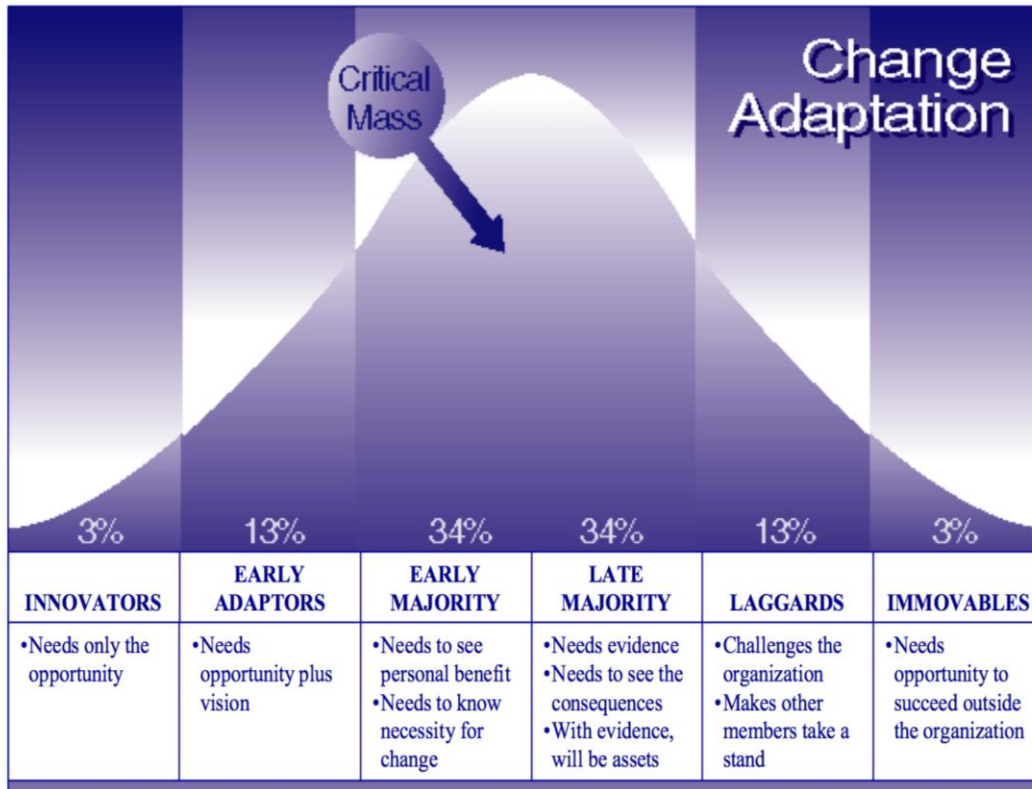 Change
Adaptation
Critical
Mass
3%
13%
34%
34%
13%
3%
INNOVATORS
EARLY
ADAPTORS
EARLY
MAJORITY
LATE
MAJORITY
LAGGARDS
IMMOVABLES
•Needs only the
opportunity
•Needs
opportunity plus
vision
•Needs to see
personal benefit
•Needs to know
necessity for
change
•Needs evidence
•Needs to see the
consequences
•With evidence,
will be assets
•Challenges the
organization
•Makes other
members take a
stand
•Needs
opportunity to
succeed outside
the organization